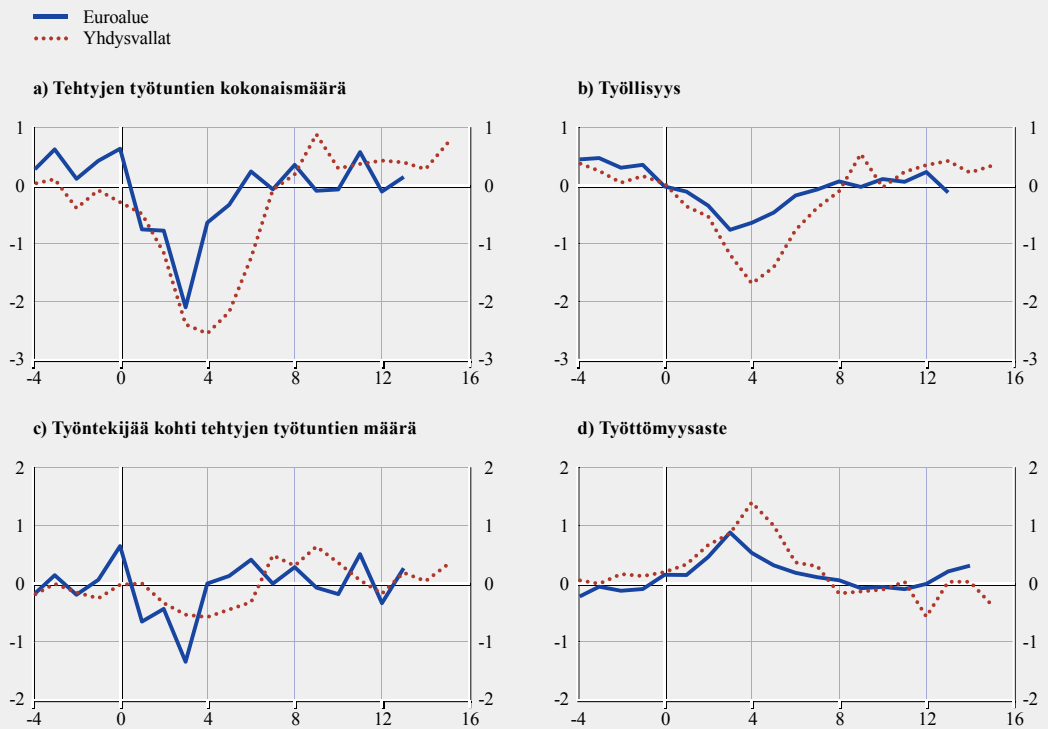 Euroalue
Yhdysvallat
a) Tehtyjen työtuntien kokonaismäärä
1 1
0 0
-1 -1
-2 -2
-3 -3
-4 0 4 8 12 16
b) Työllisyys
1 1
0 0
-1 -1
-2 -2
-3 -3
-4 0 4 8 12 16
c) Työntekijää kohti tehtyjen työtuntien määrä
2 2
1 1
0 0
-1 -1
-2 -2
-4 0 4 8 12 16
d) Työttömyysaste
2 2
1 1
0 0
-1 -1
-2 -2
-4 0 4 8 12 16